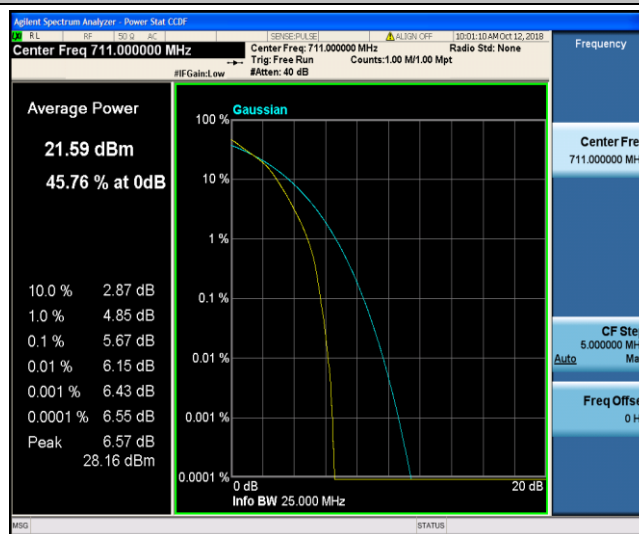 Agilent Spectrum Analyzer - Power Stat CCDF
RL RF 50 Ω AC SENSE:PULSE ALIGN OFF 10:01:10 AM Oct 12, 2018
Center Freq 711.000000 MHz
Center Freq: 711.000000 MHz Radio Std: None
Trig: Free Run Counts:1.00 M/1.00 Mpt
#IFGain:Low #Atten: 40 dB
Frequency
Average Power
21.59 dBm
45.76 % at 0dB
10.0 % 2.87 dB
1.0 % 4.85 dB
0.1 % 5.67 dB
0.01 % 6.15 dB
0.001 % 6.43 dB
0.0001 % 6.55 dB
Peak 6.57 dB
28.16 dBm
Gaussian
100 %
10 %
1 %
0.1 %
0.01 %
0.001 %
0.0001 %
0 dB 20 dB
Info BW 25.000 MHz
Center Fre
711.000000 MH
CF Ste
5.000000 MH
Auto Ma
Freq Offse
0 H
MSG STATUS